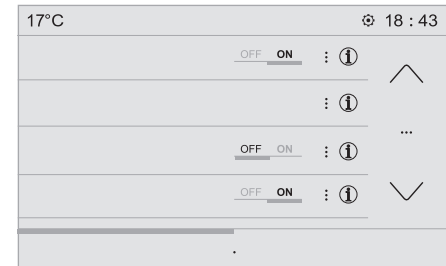 17°C 18 : 43
OFF ON : i
: i
...
OFF ON : i
OFF ON : i
.